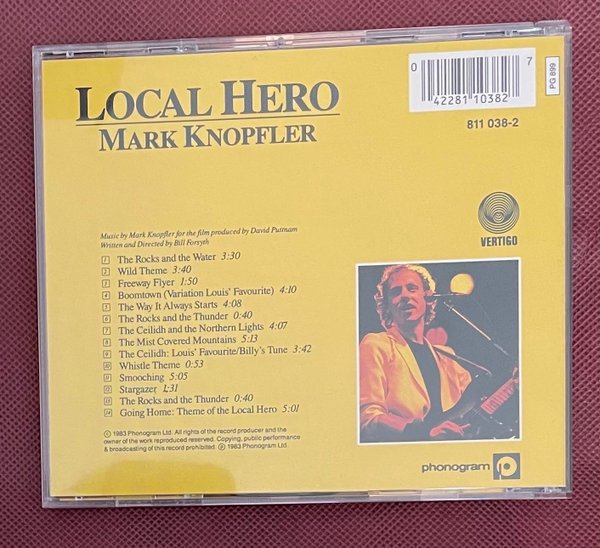 LOCAL HERO
MARK KNOPFLER
0 42281 10382 7
PG 899
811 038-2
VERTIGO
Music by Mark Knopfler for the film produced by David Puttnam
Written and Directed by Bill Forsyth
1 The Rocks and the Water 3:30
2 Wild Theme 3:40
3 Freeway Flyer 1:50
4 Boomtown (Variation Louis' Favourite) 4:10
5 The Way It Always Starts 4:08
6 The Rocks and the Thunder 0:40
7 The Ceilidh and the Northern Lights 4:07
8 The Mist Covered Mountains 5:13
9 The Ceilidh: Louis' Favourite/Billy's Tune 3:42
10 Whistle Theme 0:53
11 Smooching 5:05
12 Stargazer 1:31
13 The Rocks and the Thunder 0:40
14 Going Home: Theme of the Local Hero 5:01
© 1983 Phonogram Ltd. All rights of the record producer and the
owner of the work reproduced reserved. Copying, public performance
& broadcasting of this record prohibited. ℗ 1983 Phonogram Ltd.
phonogram p